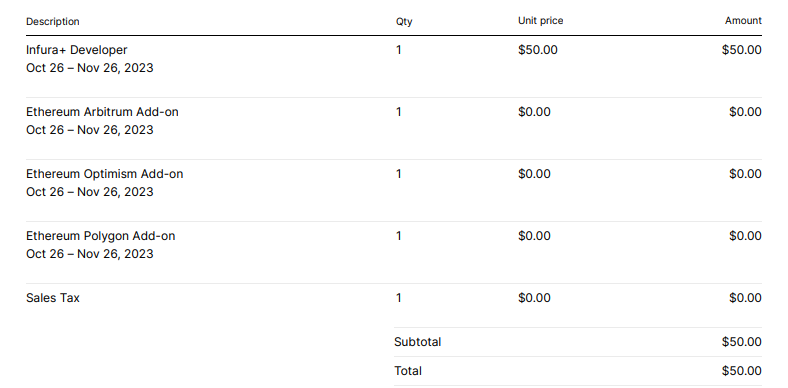 Description Qty Unit price Amount
Infura+ Developer 1 $50.00 $50.00
Oct 26 – Nov 26, 2023
Ethereum Arbitrum Add-on 1 $0.00 $0.00
Oct 26 – Nov 26, 2023
Ethereum Optimism Add-on 1 $0.00 $0.00
Oct 26 – Nov 26, 2023
Ethereum Polygon Add-on 1 $0.00 $0.00
Oct 26 – Nov 26, 2023
Sales Tax 1 $0.00 $0.00
Subtotal $50.00
Total $50.00